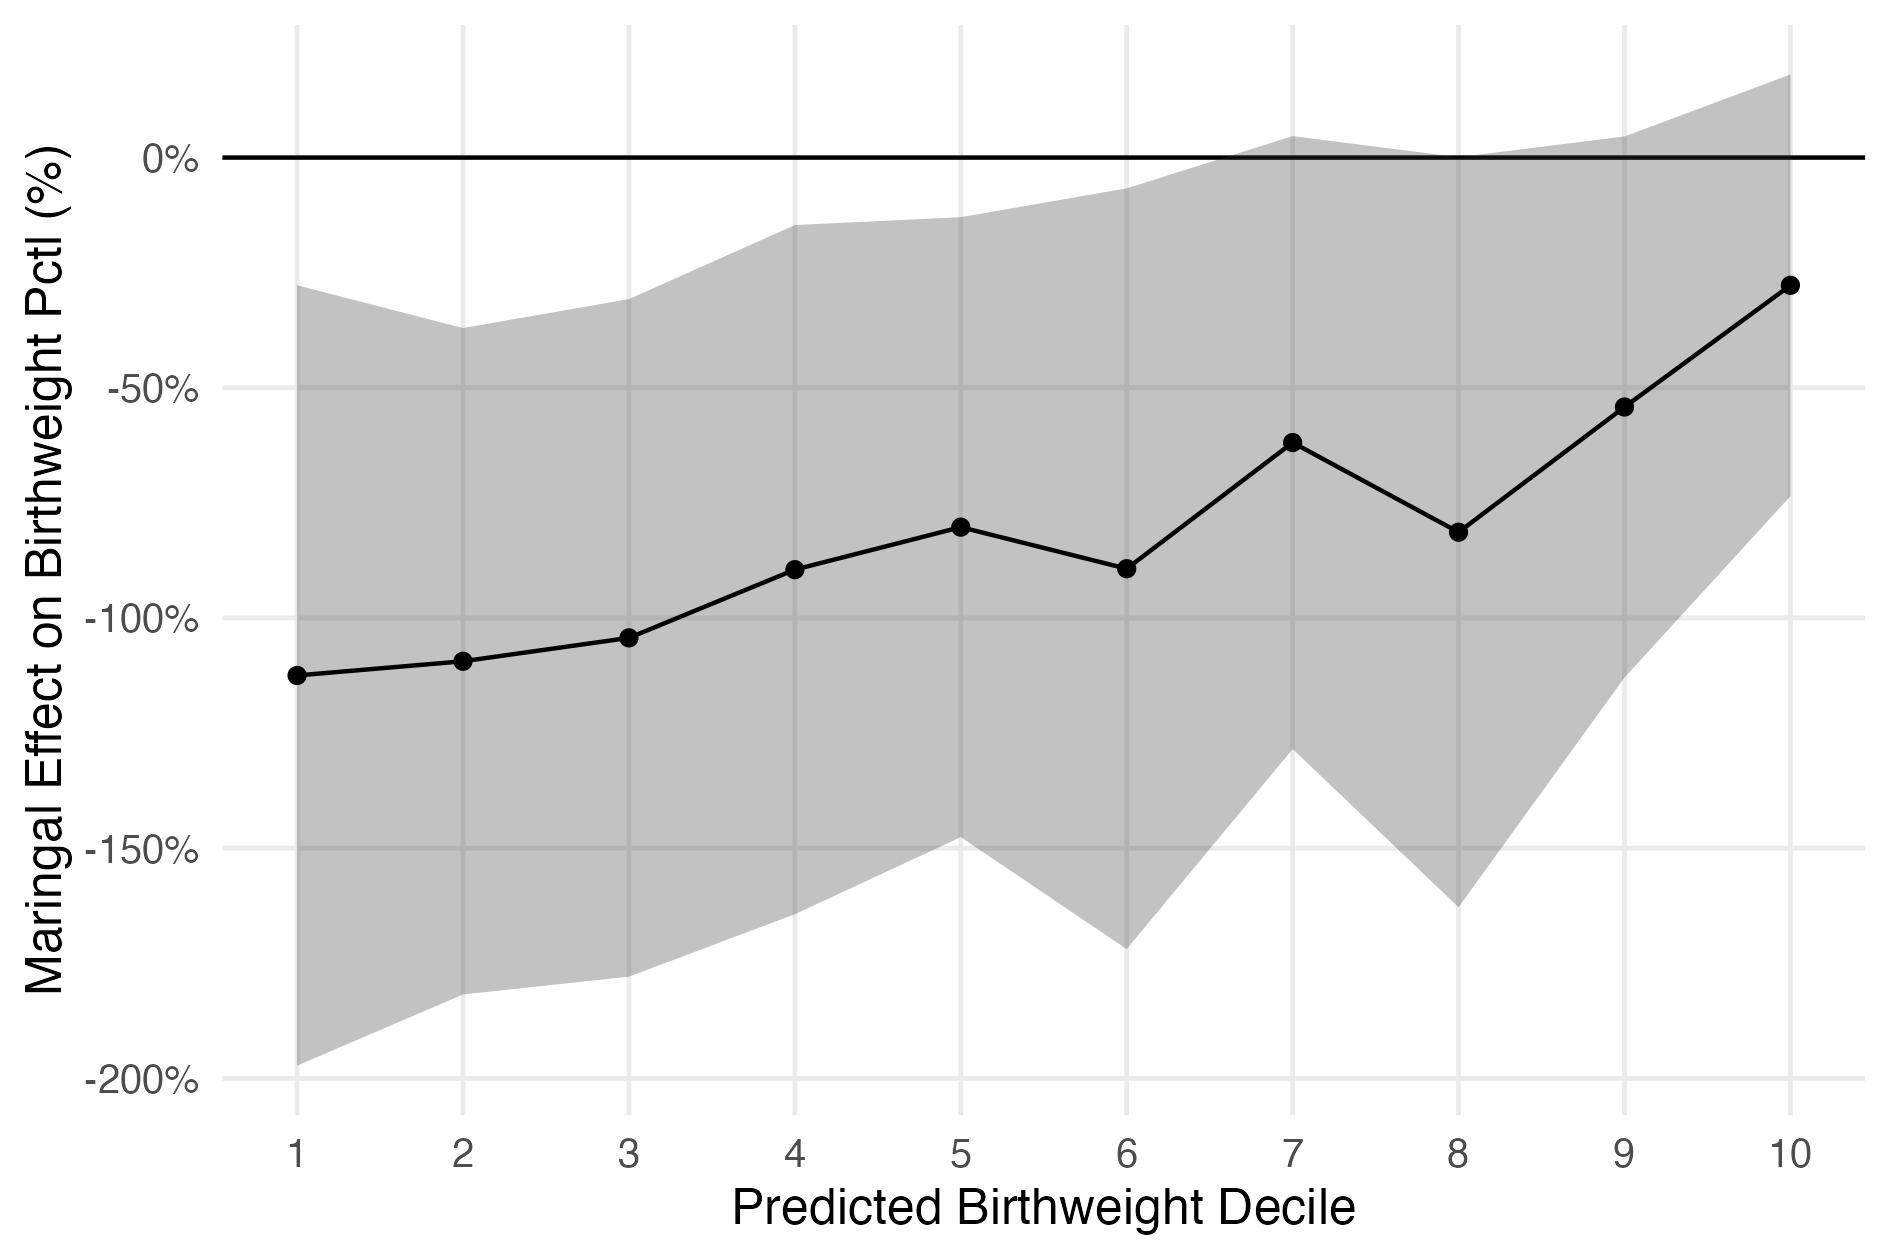 Maringal Effect on Birthweight Pctl (%)
0%
-50%
-100%
-150%
-200%
1 2 3 4 5 6 7 8 9 10
Predicted Birthweight Decile